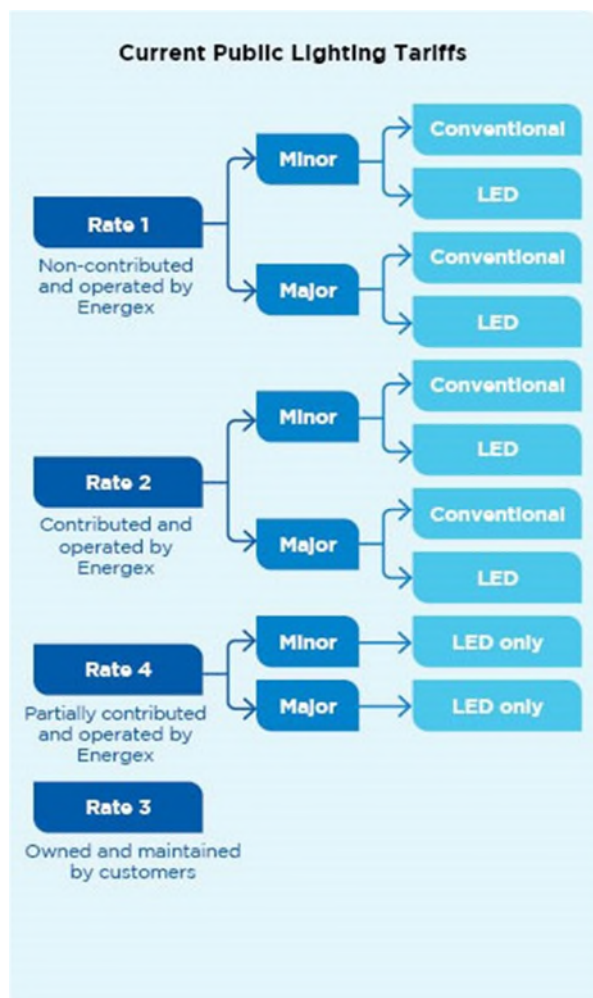 Current Public Lighting Tariffs
Rate 1
Non-contributed
and operated by
Energex
Minor
Conventional
LED
Major
Conventional
LED
Rate 2
Contributed and
operated by
Energex
Minor
Conventional
LED
Major
Conventional
LED
Rate 4
Partially contributed
and operated by
Energex
Minor
LED only
Major
LED only
Rate 3
Owned and maintained
by customers